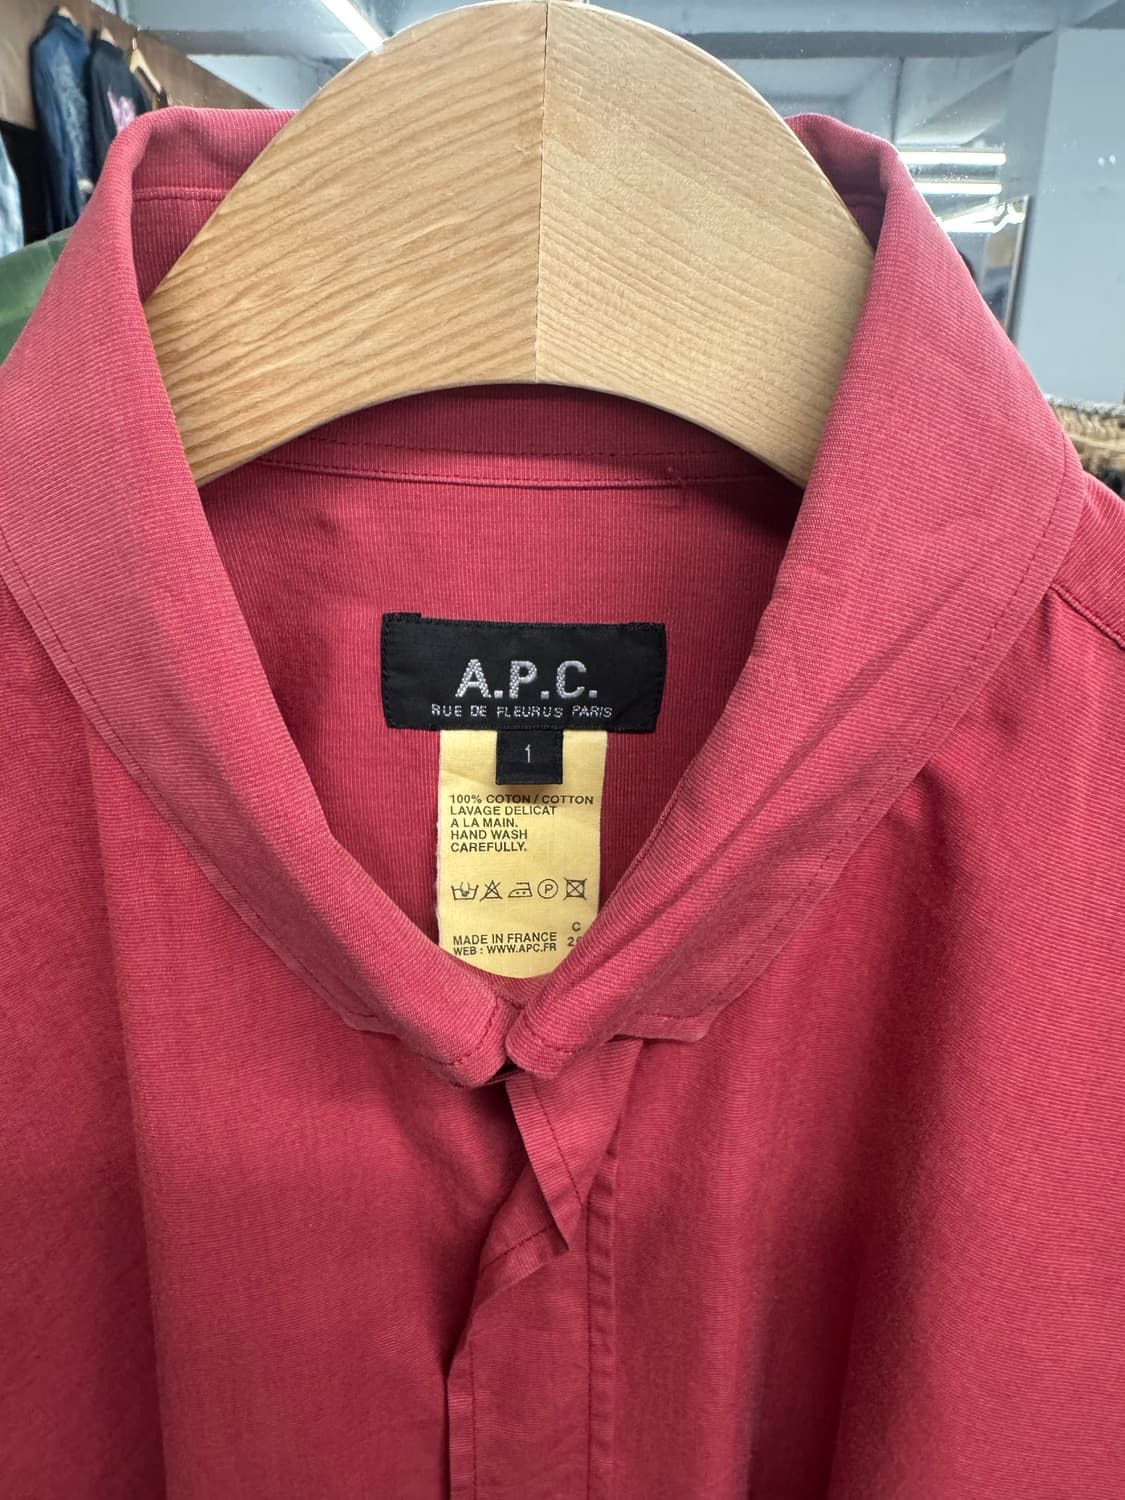 A.P.C.
RUE DE FLEURUS PARIS
1
100% COTON / COTTON
LAVAGE DELICAT
A LA MAIN.
HAND WASH
CAREFULLY.
P
C
MADE IN FRANCE
WEB : WWW.APC.FR